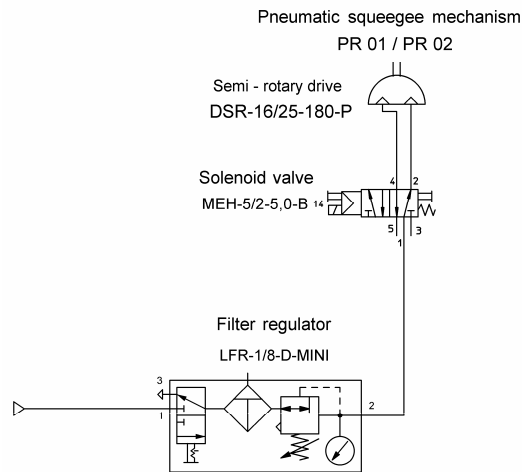 Pneumatic squeegee mechanism
PR 01 / PR 02
Semi - rotary drive
DSR-16/25-180-P
Solenoid valve
MEH-5/2-5,0-B
14
4
2
5
1
3
Filter regulator
LFR-1/8-D-MINI
3
1
2